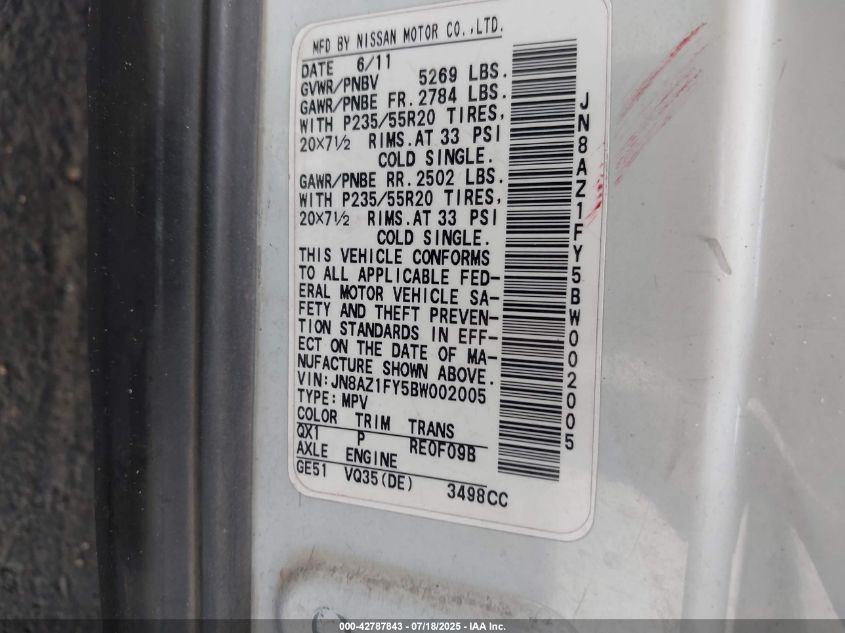 MFD BY NISSAN MOTOR CO.,LTD.
DATE 6/11
GVWR/PNBV 5269 LBS.
GAWR/PNBE FR. 2784 LBS.
WITH P235/55R20 TIRES,
20×7½ RIMS. AT 33 PSI
COLD SINGLE.
GAWR/PNBE RR. 2502 LBS.
WITH P235/55R20 TIRES,
20×7½ RIMS. AT 33 PSI
COLD SINGLE.
THIS VEHICLE CONFORMS
TO ALL APPLICABLE FED-
ERAL MOTOR VEHICLE SA-
FETY AND THEFT PREVEN-
TION STANDARDS IN EFF-
ECT ON THE DATE OF MA-
NUFACTURE SHOWN ABOVE.
VIN:JN8AZ1FY5BW002005
TYPE:MPV
COLOR TRIM TRANS
QX1 P RE0F09B
AXLE ENGINE
GE51 VQ35(DE) 3498CC
JN8AZ1FY5BW002005
000-42787843 / 07/18/2025 - IAA Inc.